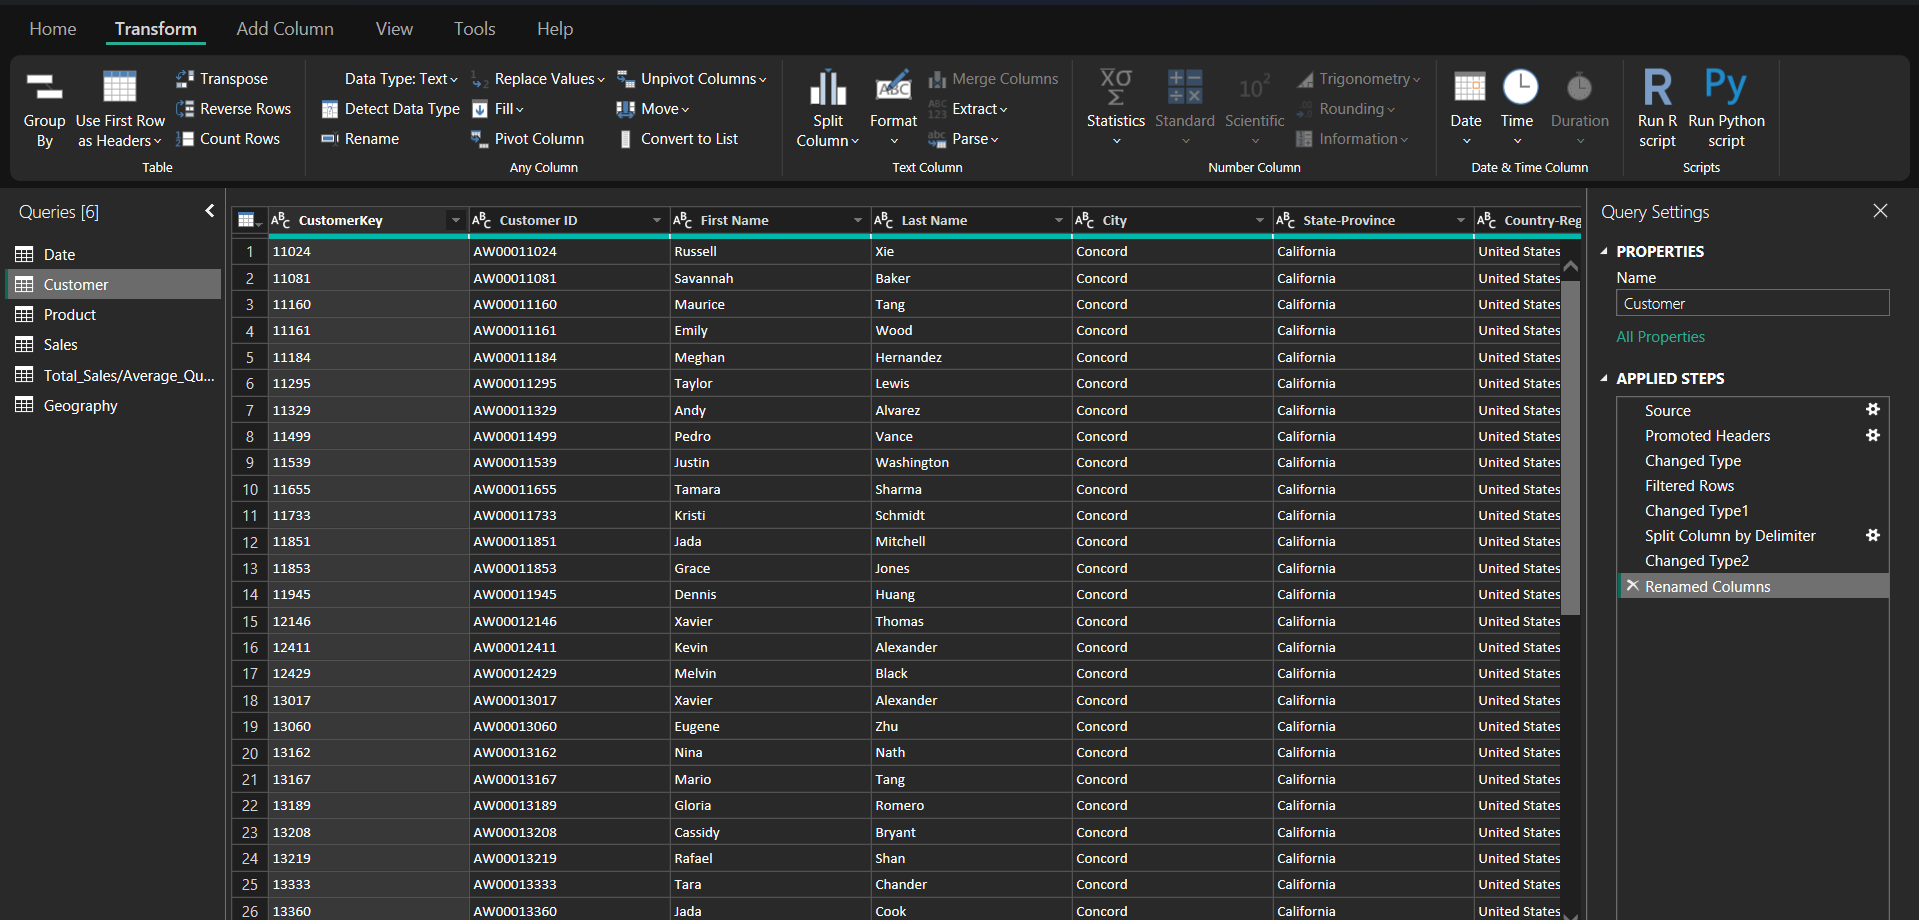 Home Transform Add Column View Tools Help
Group By
Use First Row as Headers
Transpose
Reverse Rows
Count Rows
Table
Data Type: Text
Detect Data Type
Rename
Replace Values
Fill
Pivot Column
Unpivot Columns
Move
Convert to List
Any Column
Split Column
Format
Merge Columns
Extract
Parse
Text Column
Statistics
Standard
Scientific
Trigonometry
Rounding
Information
Number Column
Date
Time
Duration
Date & Time Column
R
Run R script
Py
Run Python script
Scripts
Queries [6]
Date
Customer
Product
Sales
Total_Sales/Average_Qu...
Geography
CustomerKey Customer ID First Name Last Name City State-Province Country-Reg
1 11024 AW00011024 Russell Xie Concord California United States
2 11081 AW00011081 Savannah Baker Concord California United States
3 11160 AW00011160 Maurice Tang Concord California United States
4 11161 AW00011161 Emily Wood Concord California United States
5 11184 AW00011184 Meghan Hernandez Concord California United States
6 11295 AW00011295 Taylor Lewis Concord California United States
7 11329 AW00011329 Andy Alvarez Concord California United States
8 11499 AW00011499 Pedro Vance Concord California United States
9 11539 AW00011539 Justin Washington Concord California United States
10 11655 AW00011655 Tamara Sharma Concord California United States
11 11733 AW00011733 Kristi Schmidt Concord California United States
12 11851 AW00011851 Jada Mitchell Concord California United States
13 11853 AW00011853 Grace Jones Concord California United States
14 11945 AW00011945 Dennis Huang Concord California United States
15 12146 AW00012146 Xavier Thomas Concord California United States
16 12411 AW00012411 Kevin Alexander Concord California United States
17 12429 AW00012429 Melvin Black Concord California United States
18 13017 AW00013017 Xavier Alexander Concord California United States
19 13060 AW00013060 Eugene Zhu Concord California United States
20 13162 AW00013162 Nina Nath Concord California United States
21 13167 AW00013167 Mario Tang Concord California United States
22 13189 AW00013189 Gloria Romero Concord California United States
23 13208 AW00013208 Cassidy Bryant Concord California United States
24 13219 AW00013219 Rafael Shan Concord California United States
25 13333 AW00013333 Tara Chander Concord California United States
26 13360 AW00013360 Jada Cook Concord California United States
Query Settings
PROPERTIES
Name
Customer
All Properties
APPLIED STEPS
Source
Promoted Headers
Changed Type
Filtered Rows
Changed Type1
Split Column by Delimiter
Changed Type2
Renamed Columns